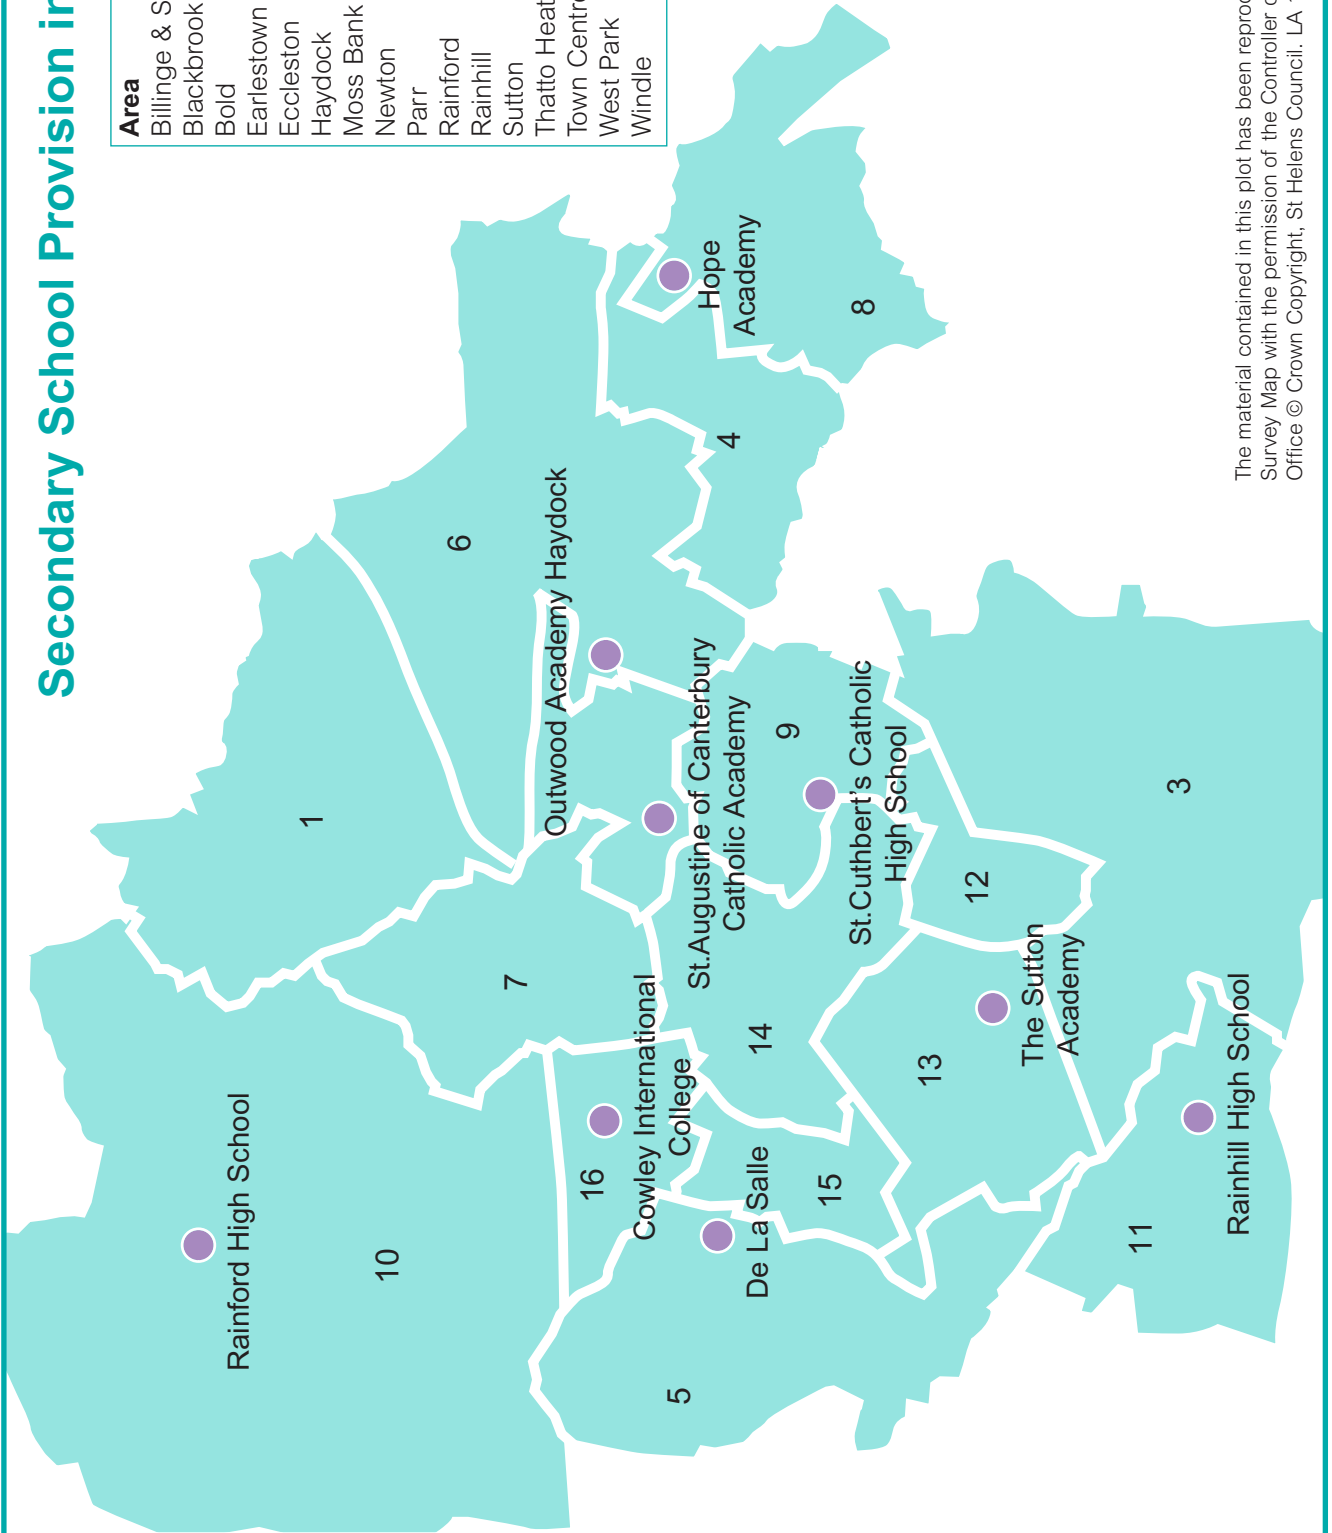 Secondary School Provision in
Area
Billinge & S
Blackbrook
Bold
Earlestown
Eccleston
Haydock
Moss Bank
Newton
Parr
Rainford
Rainhill
Sutton
Thatto Heat
Town Centre
West Park
Windle
Rainford High School
10
1
6
7
Outwood Academy Haydock
Hope
Academy
8
4
St.Augustine of Canterbury
Catholic Academy
9
St.Cuthbert's Catholic
High School
Cowley International
College
16
14
De La Salle
15
5
13
The Sutton
Academy
12
3
11
Rainhill High School
The material contained in this plot has been reproc
Survey Map with the permission of the Controller o
Office © Crown Copyright, St Helens Council. LA